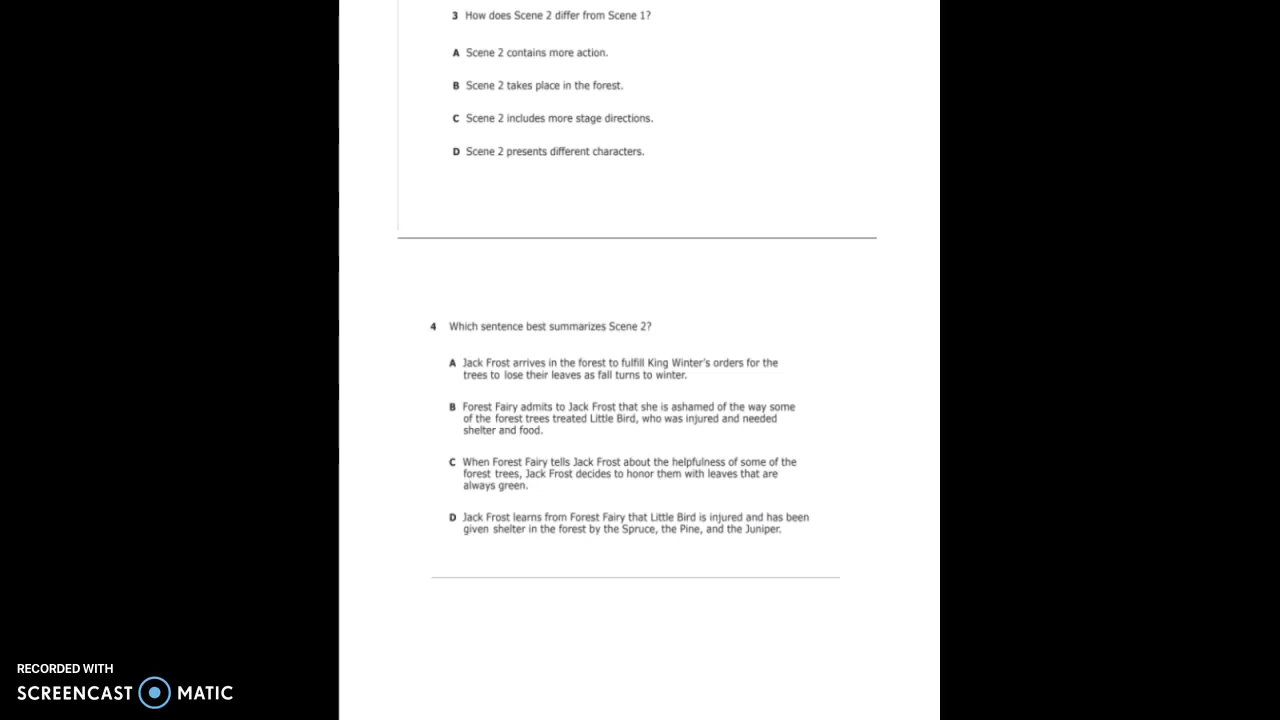 3 How does Scene 2 differ from Scene 1?
A Scene 2 contains more action.
B Scene 2 takes place in the forest.
C Scene 2 includes more stage directions.
D Scene 2 presents different characters.
4 Which sentence best summarizes Scene 2?
A Jack Frost arrives in the forest to fulfill King Winter's orders for the
trees to lose their leaves as fall turns to winter.
B Forest Fairy admits to Jack Frost that she is ashamed of the way some
of the forest trees treated Little Bird, who was injured and needed
shelter and food.
C When Forest Fairy tells Jack Frost about the helpfulness of some of the
forest trees, Jack Frost decides to honor them with leaves that are
always green.
D Jack Frost learns from Forest Fairy that Little Bird is injured and has been
given shelter in the forest by the Spruce, the Pine, and the Juniper.
RECORDED WITH
SCREENCAST MATIC